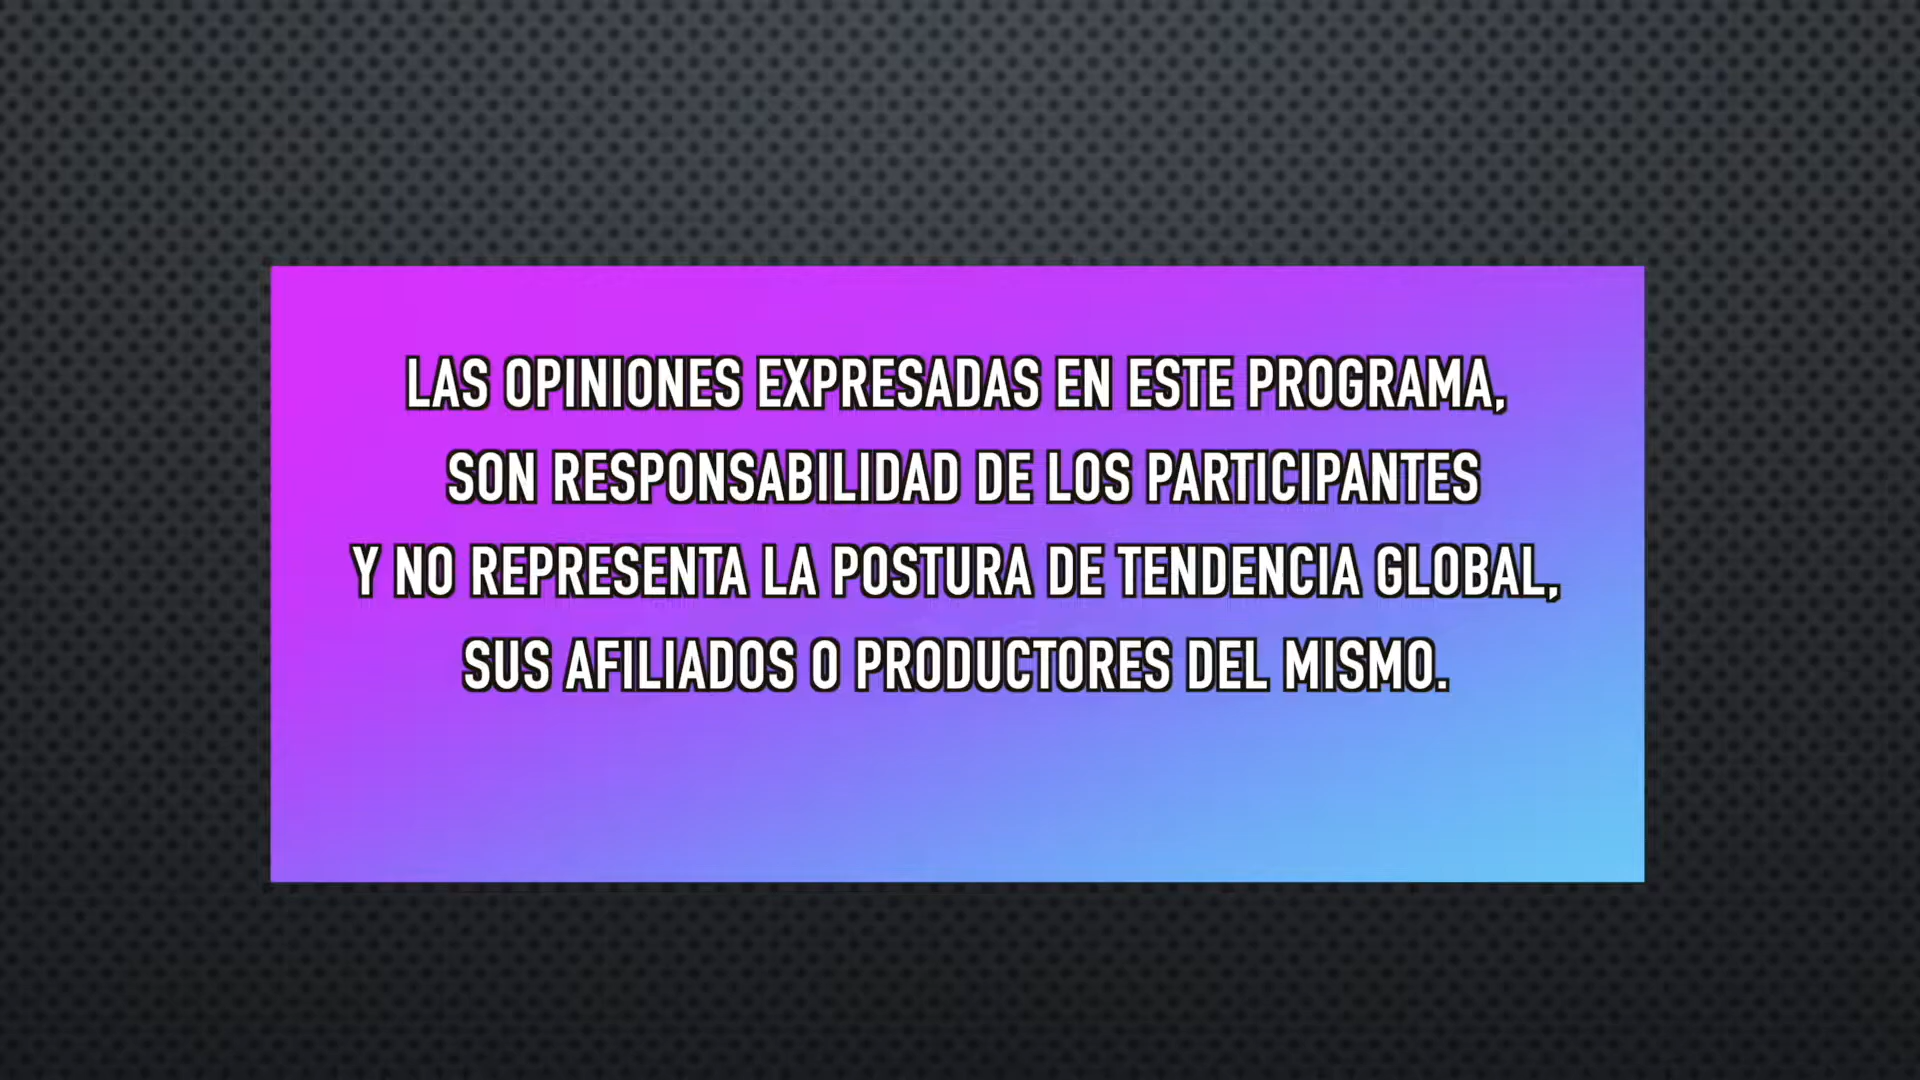 LAS OPINIONES EXPRESADAS EN ESTE PROGRAMA,
SON RESPONSABILIDAD DE LOS PARTICIPANTES
Y NO REPRESENTA LA POSTURA DE TENDENCIA GLOBAL,
SUS AFILIADOS O PRODUCTORES DEL MISMO.